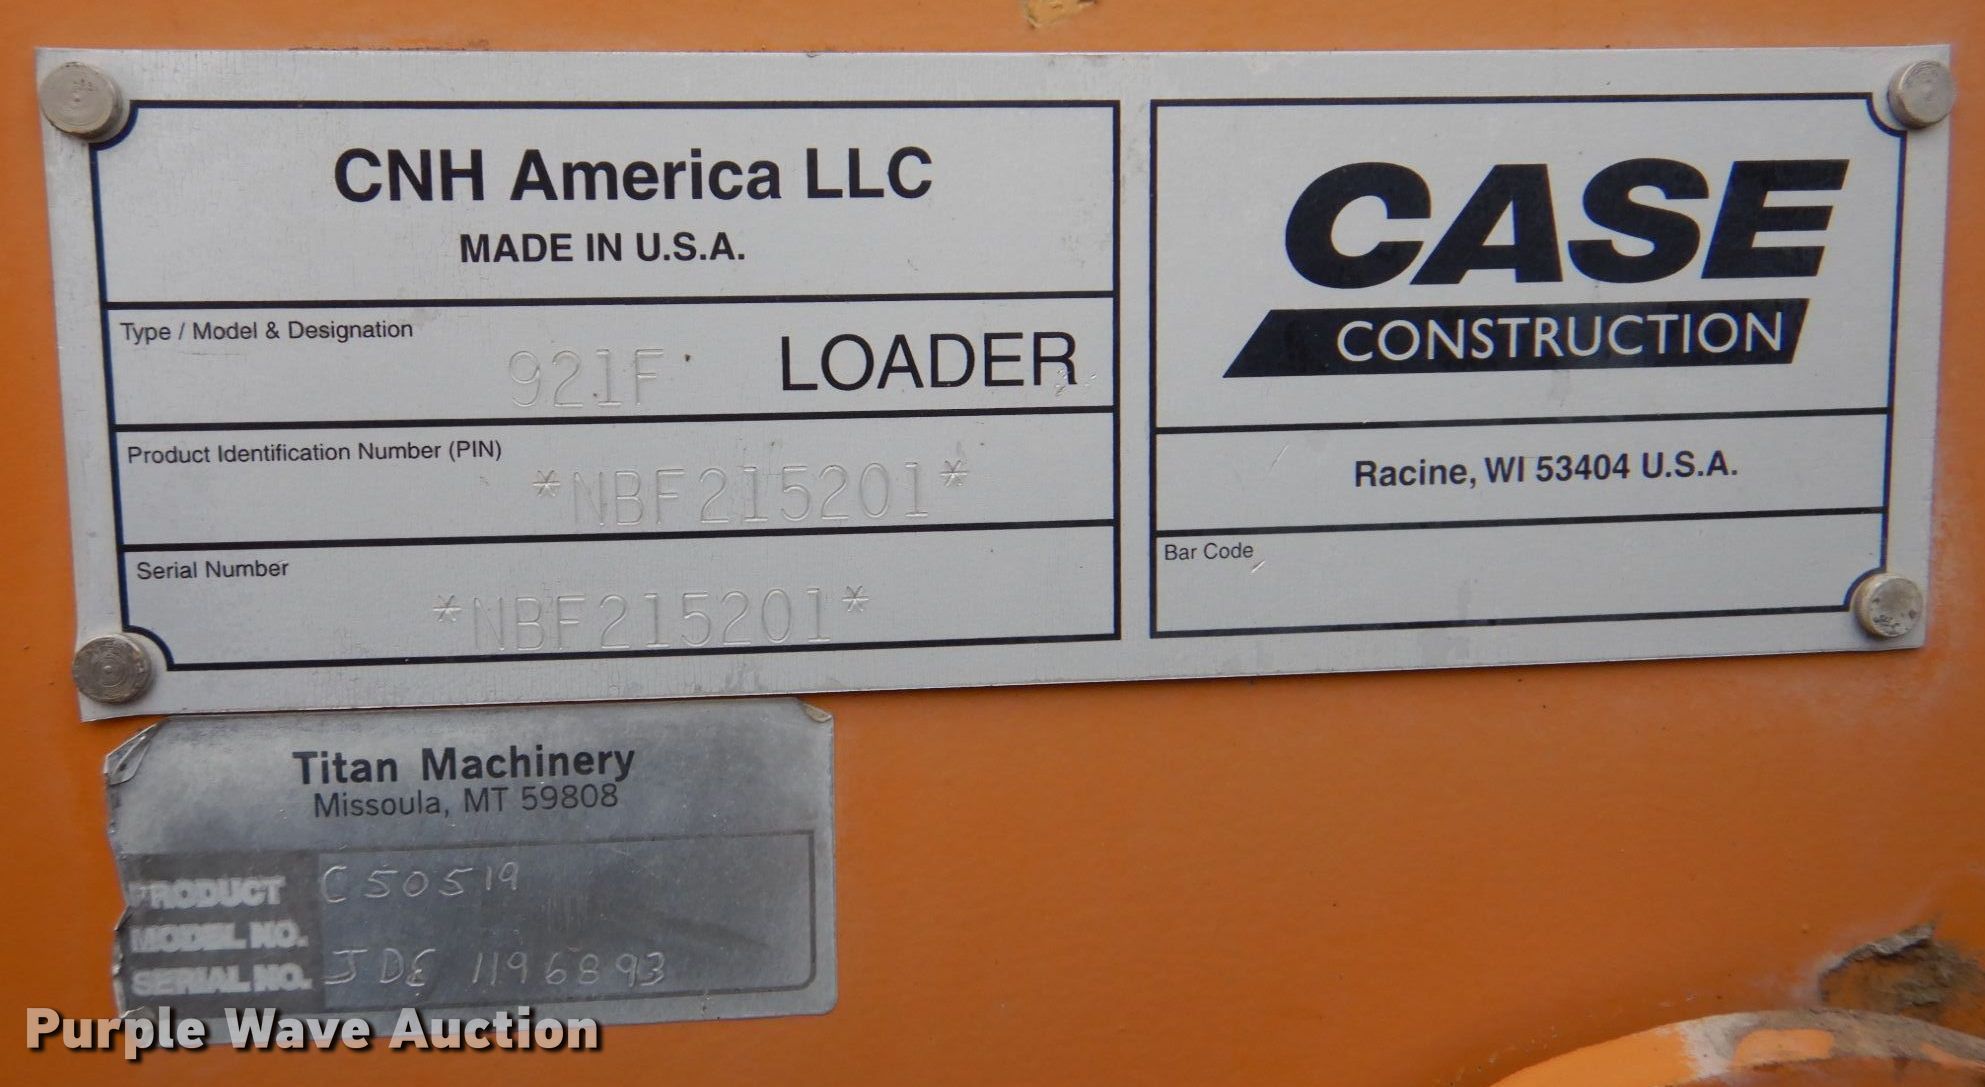 CNH America LLC
MADE IN U.S.A.
Type / Model & Designation
921F LOADER
Product Identification Number (PIN)
*NBF215201*
Serial Number
*NBF215201*
CASE
CONSTRUCTION
Racine, WI 53404 U.S.A.
Bar Code
Titan Machinery
Missoula, MT 59808
PRODUCT C50519
MODEL NO.
SERIAL NO. JDE 1196893
Purple Wave Auction